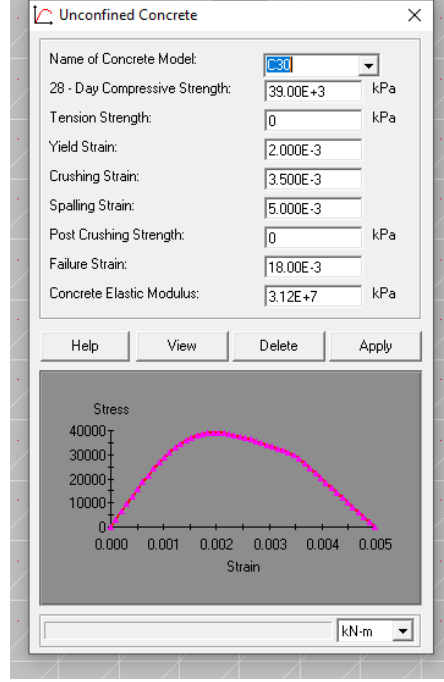 Unconfined Concrete
Name of Concrete Model: C30
28 - Day Compressive Strength: 39.00E+3 kPa
Tension Strength: 0 kPa
Yield Strain: 2.000E-3
Crushing Strain: 3.500E-3
Spalling Strain: 5.000E-3
Post Crushing Strength: 0 kPa
Failure Strain: 18.00E-3
Concrete Elastic Modulus: 3.12E+7 kPa
Help View Delete Apply
Stress
40000
30000
20000
10000
0
0.000 0.001 0.002 0.003 0.004 0.005
Strain
kN-m